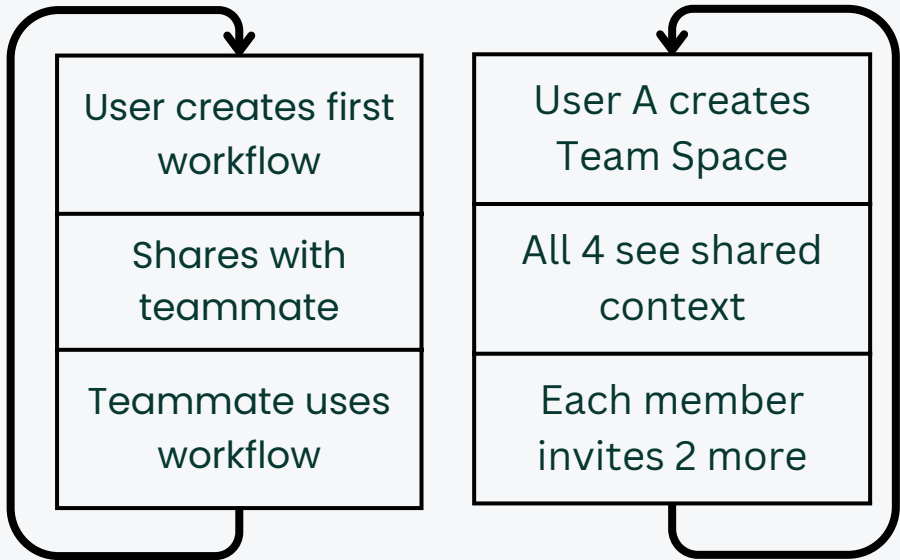 User creates first
workflow
Shares with
teammate
Teammate uses
workflow
User A creates
Team Space
All 4 see shared
context
Each member
invites 2 more